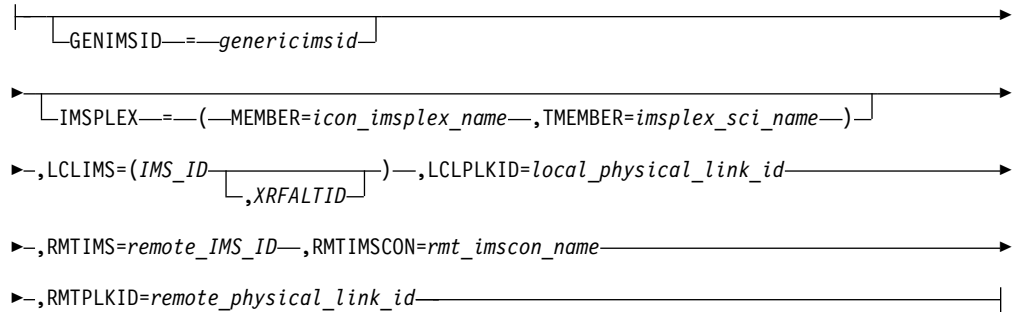 GENIMSID = genericimsid
IMSPLEX = ( MEMBER=icon_imsplex_name ,TMEMBER=imsplex_sci_name )
,LCLIMS=(IMS_ID ,XRFALTID ) ,LCLPLKID=local_physical_link_id
,RMTIMS=remote_IMS_ID ,RMTIMSCON=rmt_imscon_name
,RMTPLKID=remote_physical_link_id